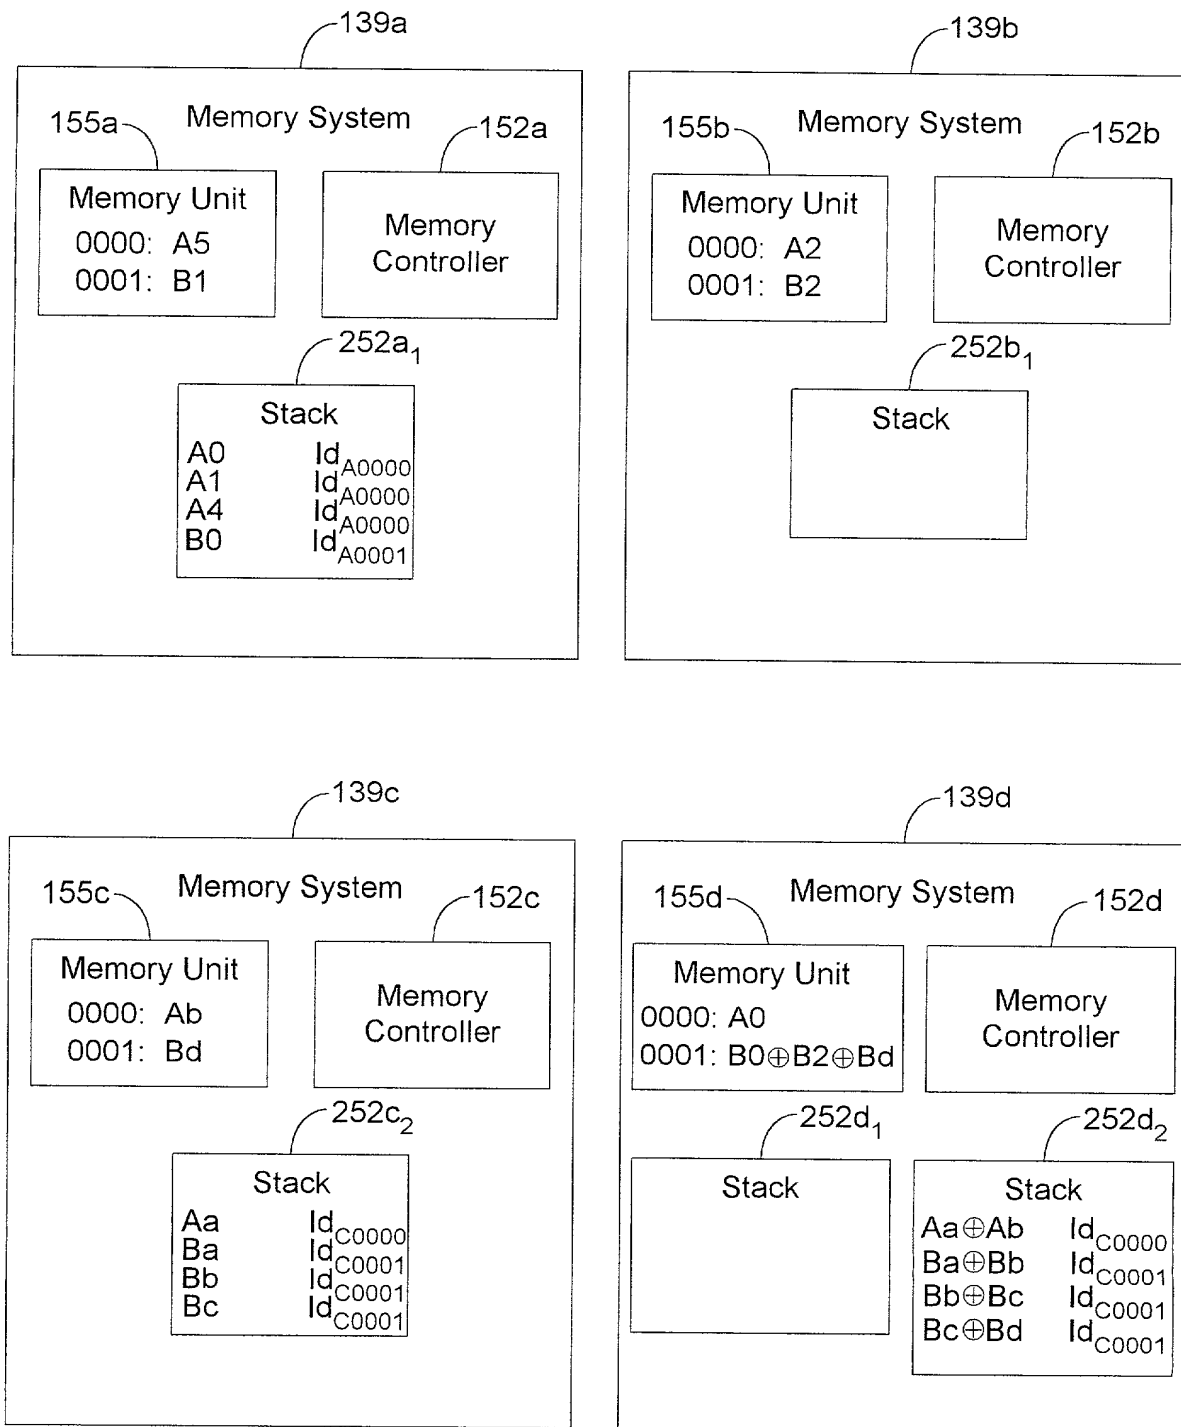 139a
Memory System
155a
152a
Memory Unit
0000: A5
0001: B1
Memory
Controller
252a1
Stack
A0 IdA0000
A1 IdA0000
A4 IdA0000
B0 IdA0001
139b
Memory System
155b
152b
Memory Unit
0000: A2
0001: B2
Memory
Controller
252b1
Stack
139c
Memory System
155c
152c
Memory Unit
0000: Ab
0001: Bd
Memory
Controller
252c2
Stack
Aa IdC0000
Ba IdC0001
Bb IdC0001
Bc IdC0001
139d
Memory System
155d
152d
Memory Unit
0000: A0
0001: B0⊕B2⊕Bd
Memory
Controller
252d1
Stack
252d2
Stack
Aa⊕Ab IdC0000
Ba⊕Bb IdC0001
Bb⊕Bc IdC0001
Bc⊕Bd IdC0001